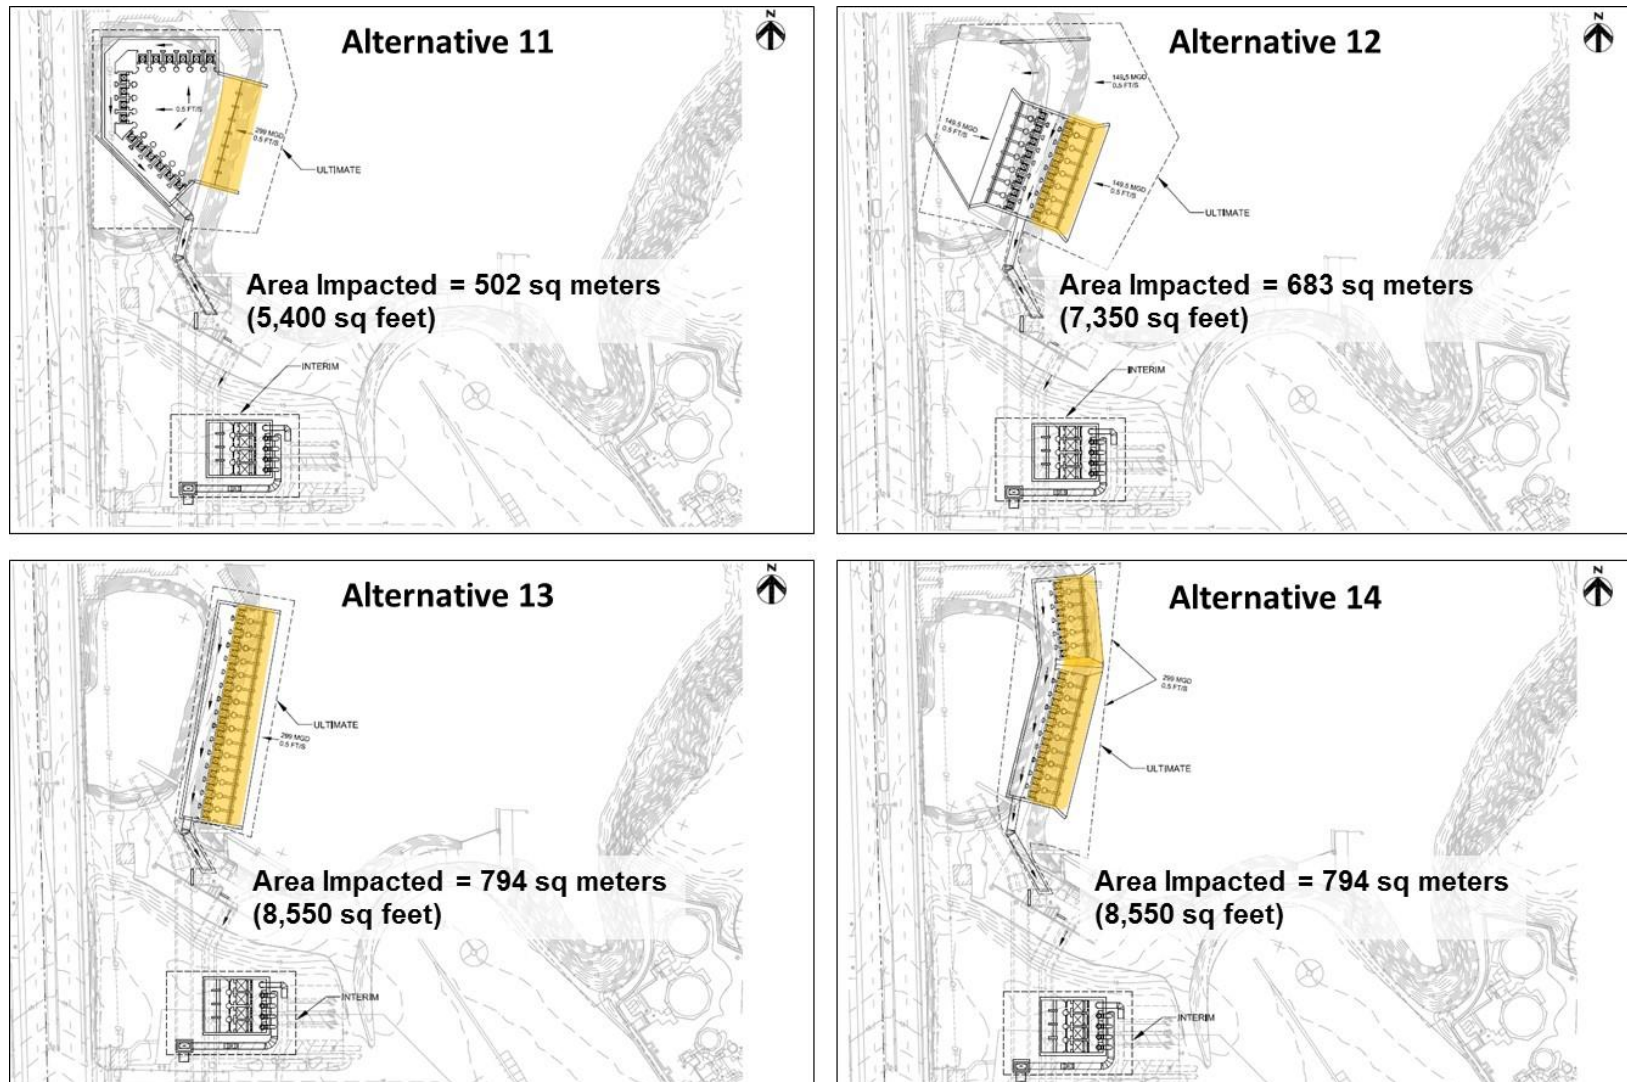 Alternative 11
N
0.5 FT/S
299 MGD
0.5 FT/S
ULTIMATE
Area Impacted = 502 sq meters
(5,400 sq feet)
INTERIM
Alternative 12
N
149.5 MGD
0.5 FT/S
149.5 MGD
0.5 FT/S
149.5 MGD
0.5 FT/S
ULTIMATE
Area Impacted = 683 sq meters
(7,350 sq feet)
INTERIM
Alternative 13
N
ULTIMATE
299 MGD
0.5 FT/S
Area Impacted = 794 sq meters
(8,550 sq feet)
INTERIM
Alternative 14
N
299 MGD
0.5 FT/S
ULTIMATE
Area Impacted = 794 sq meters
(8,550 sq feet)
INTERIM